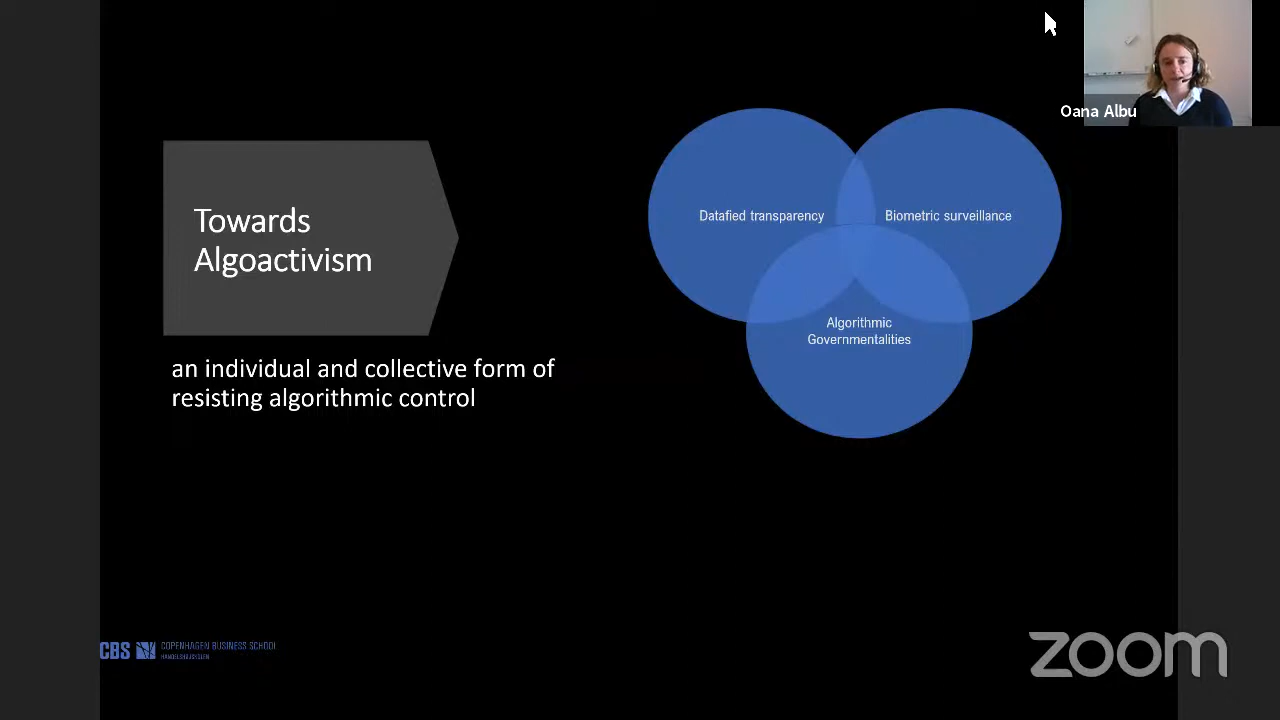 Oana Albu
Towards
Algoactivism
an individual and collective form of
resisting algorithmic control
Datafied transparency
Biometric surveillance
Algorithmic
Governmentalities
CBS
COPENHAGEN BUSINESS SCHOOL
HANDELSHØJSKOLEN
zoom